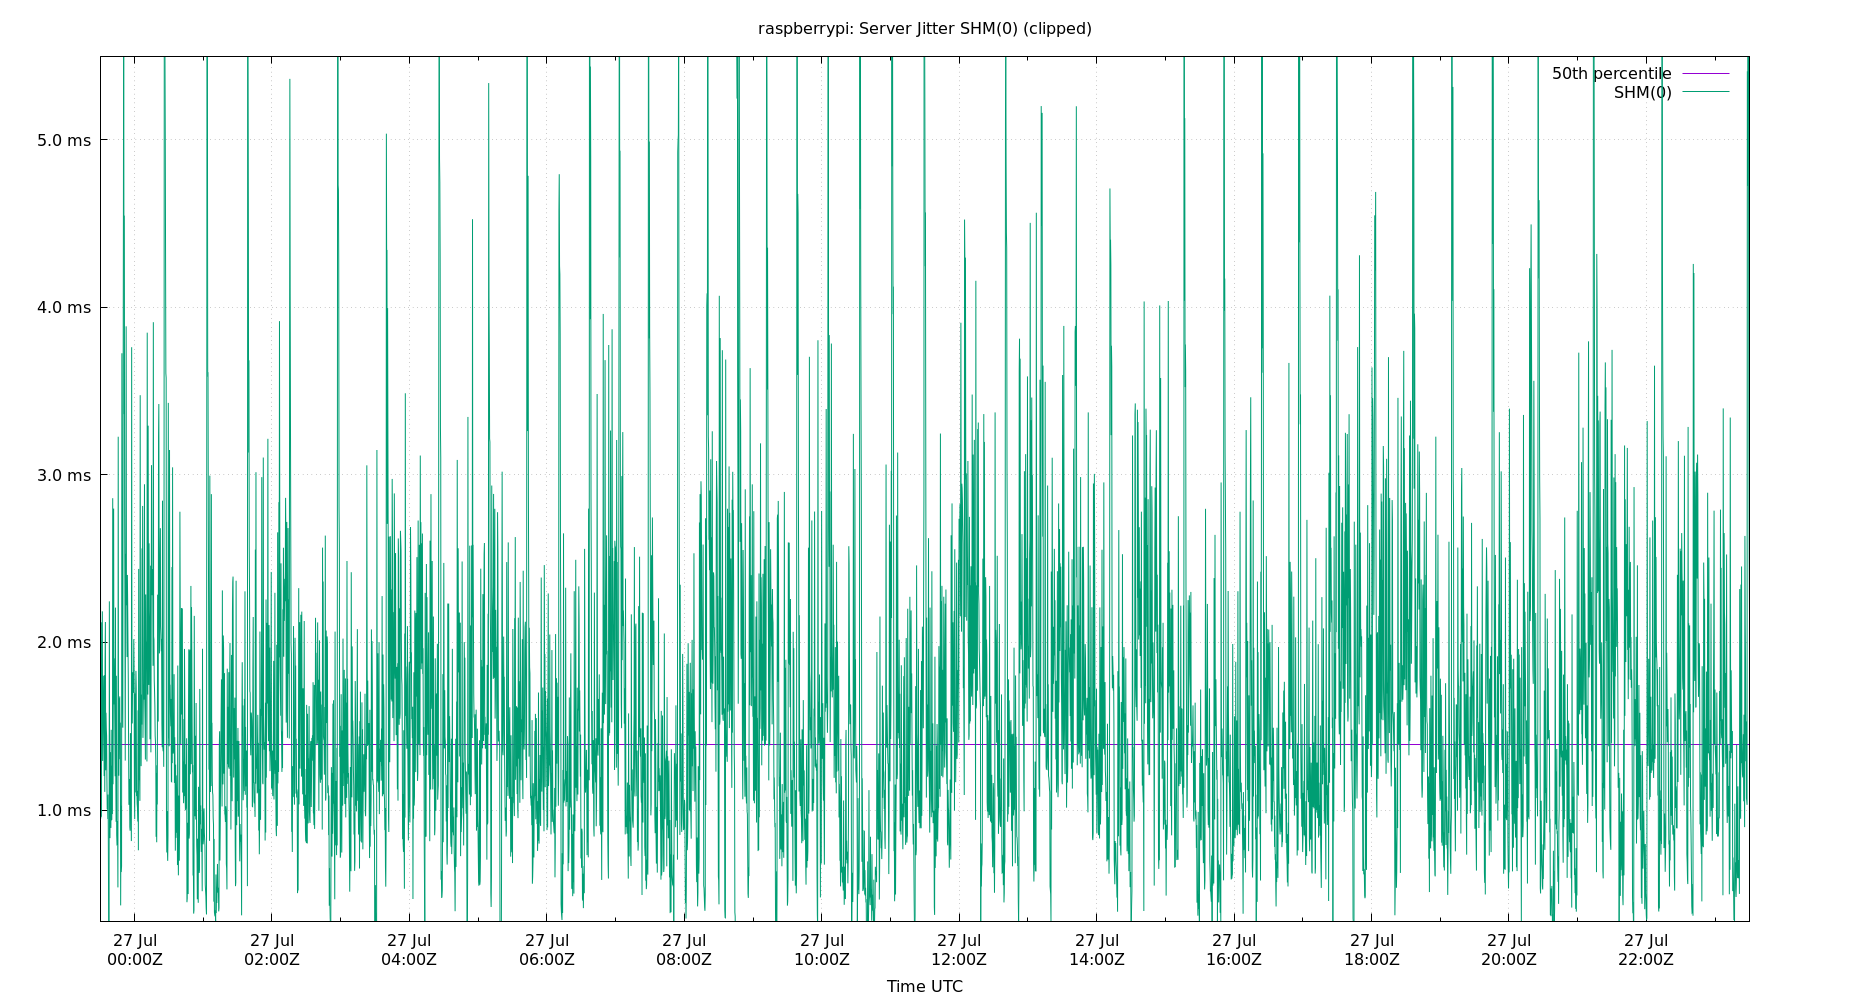 raspberrypi: Server Jitter SHM(0) (clipped)
50th percentile
SHM(0)
5.0 ms
4.0 ms
3.0 ms
2.0 ms
1.0 ms
27 Jul 27 Jul 27 Jul 27 Jul 27 Jul 27 Jul 27 Jul 27 Jul 27 Jul 27 Jul 27 Jul 27 Jul
00:00Z 02:00Z 04:00Z 06:00Z 08:00Z 10:00Z 12:00Z 14:00Z 16:00Z 18:00Z 20:00Z 22:00Z
Time UTC